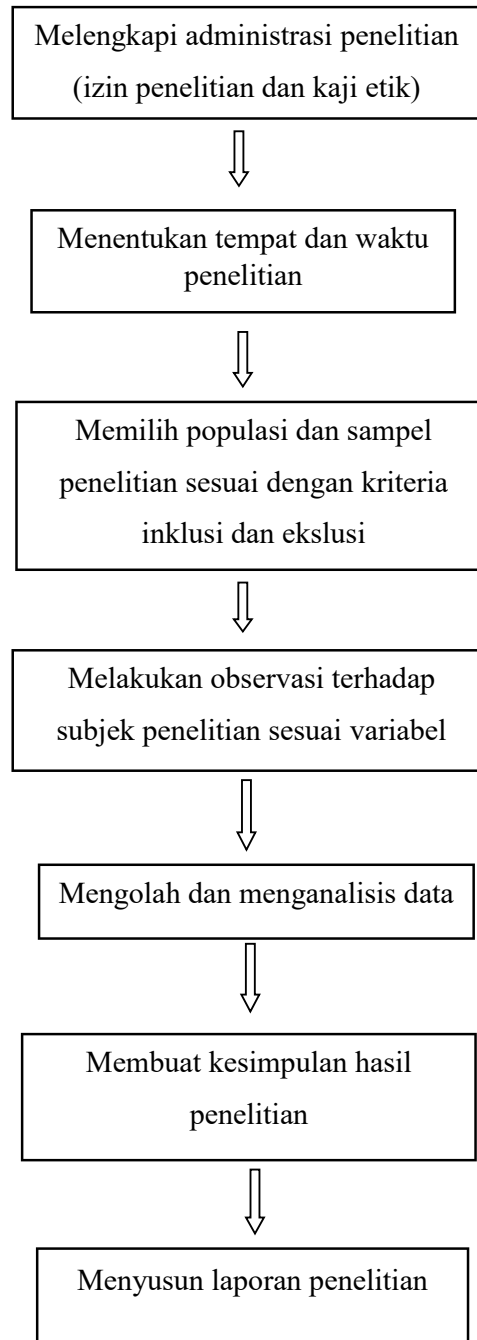 Melengkapi administrasi penelitian
(izin penelitian dan kaji etik)
Menentukan tempat dan waktu
penelitian
Memilih populasi dan sampel
penelitian sesuai dengan kriteria
inklusi dan ekslusi
Melakukan observasi terhadap
subjek penelitian sesuai variabel
Mengolah dan menganalisis data
Membuat kesimpulan hasil
penelitian
Menyusun laporan penelitian